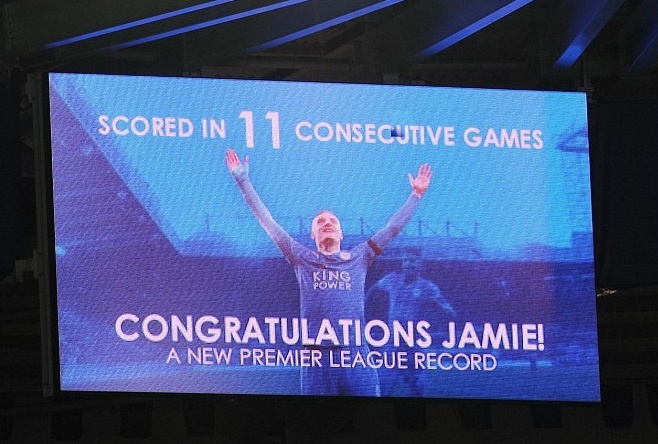 SCORED IN 11 CONSECUTIVE GAMES
KING
POWER
CONGRATULATIONS JAMIE!
A NEW PREMIER LEAGUE RECORD